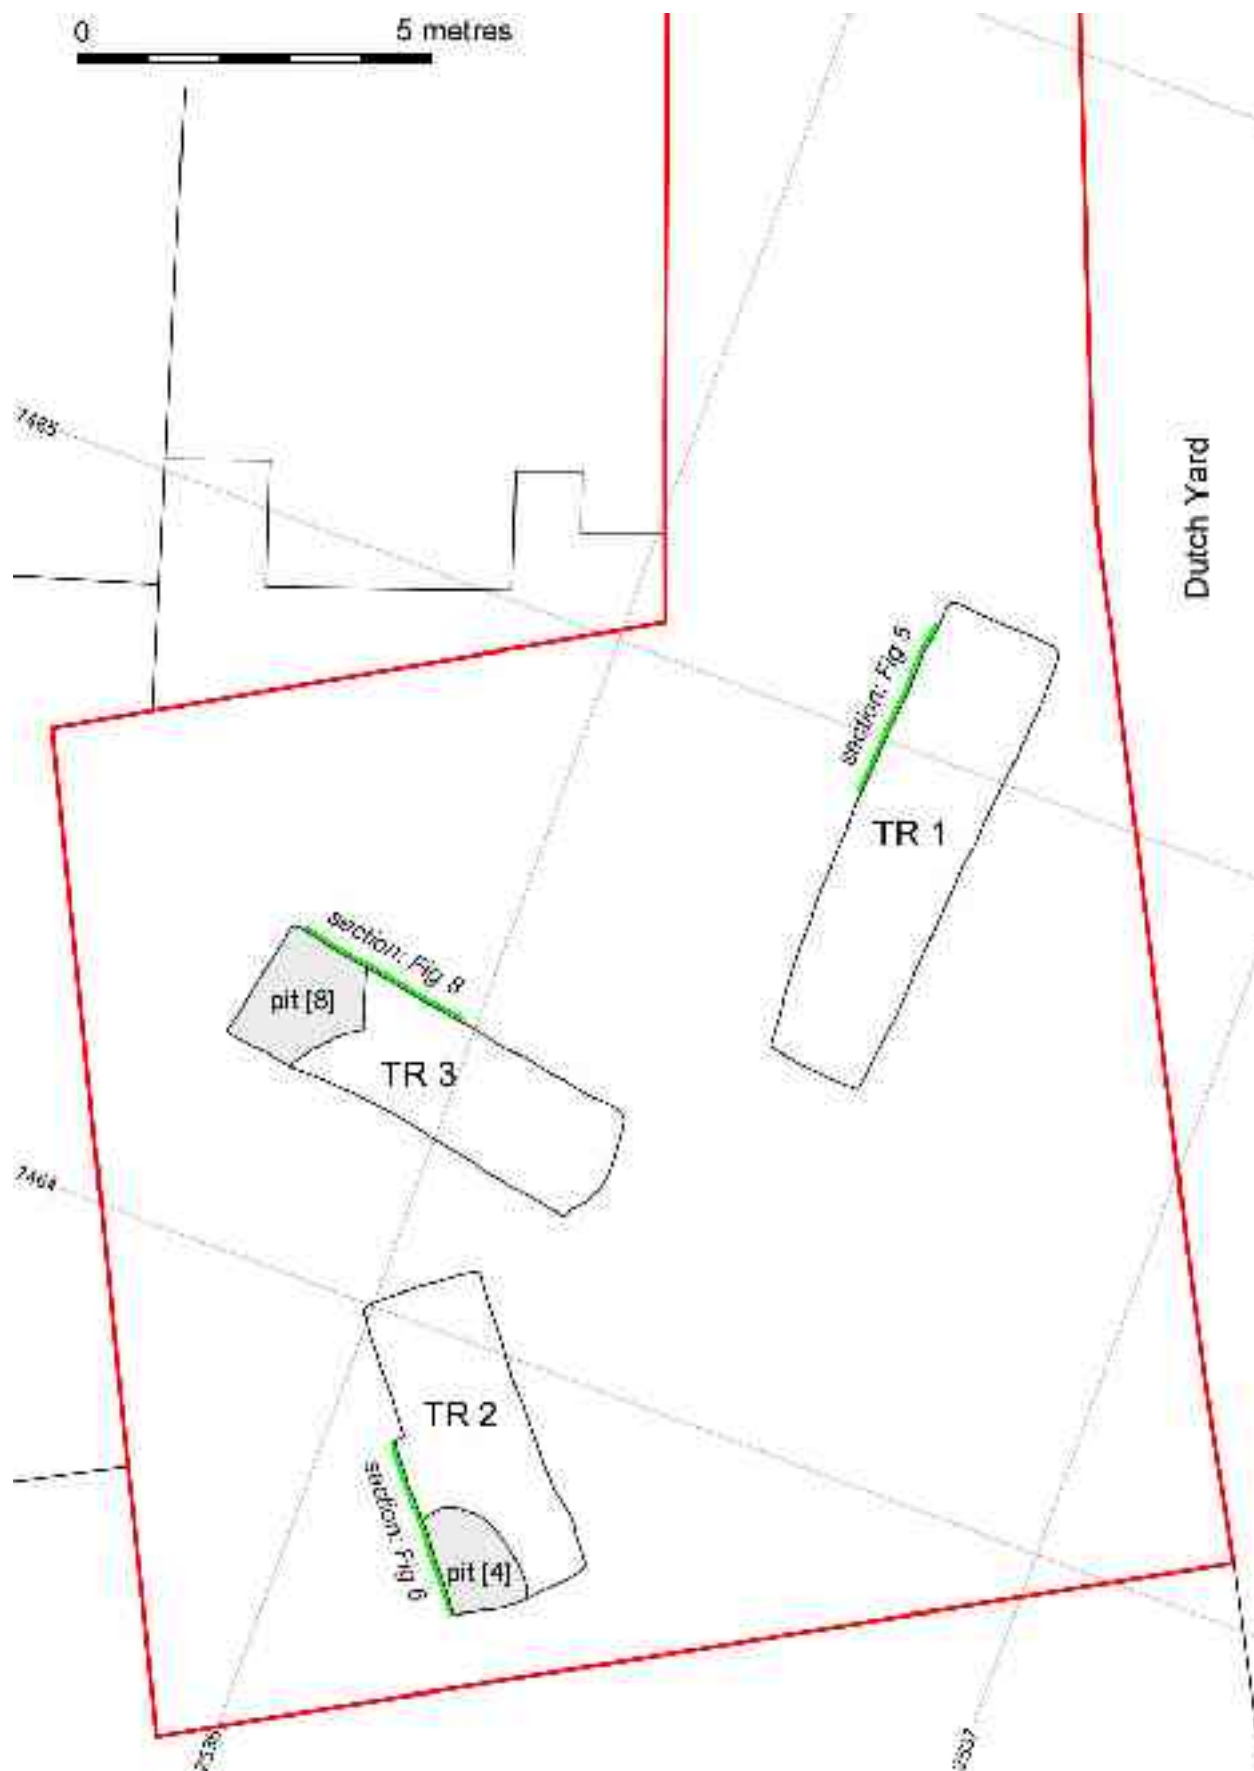 0 5 metres
7465
Dutch Yard
section: Fig 5
TR 1
section: Fig 8
pit [8]
TR 3
7464
TR 2
section: Fig 6
pit [4]